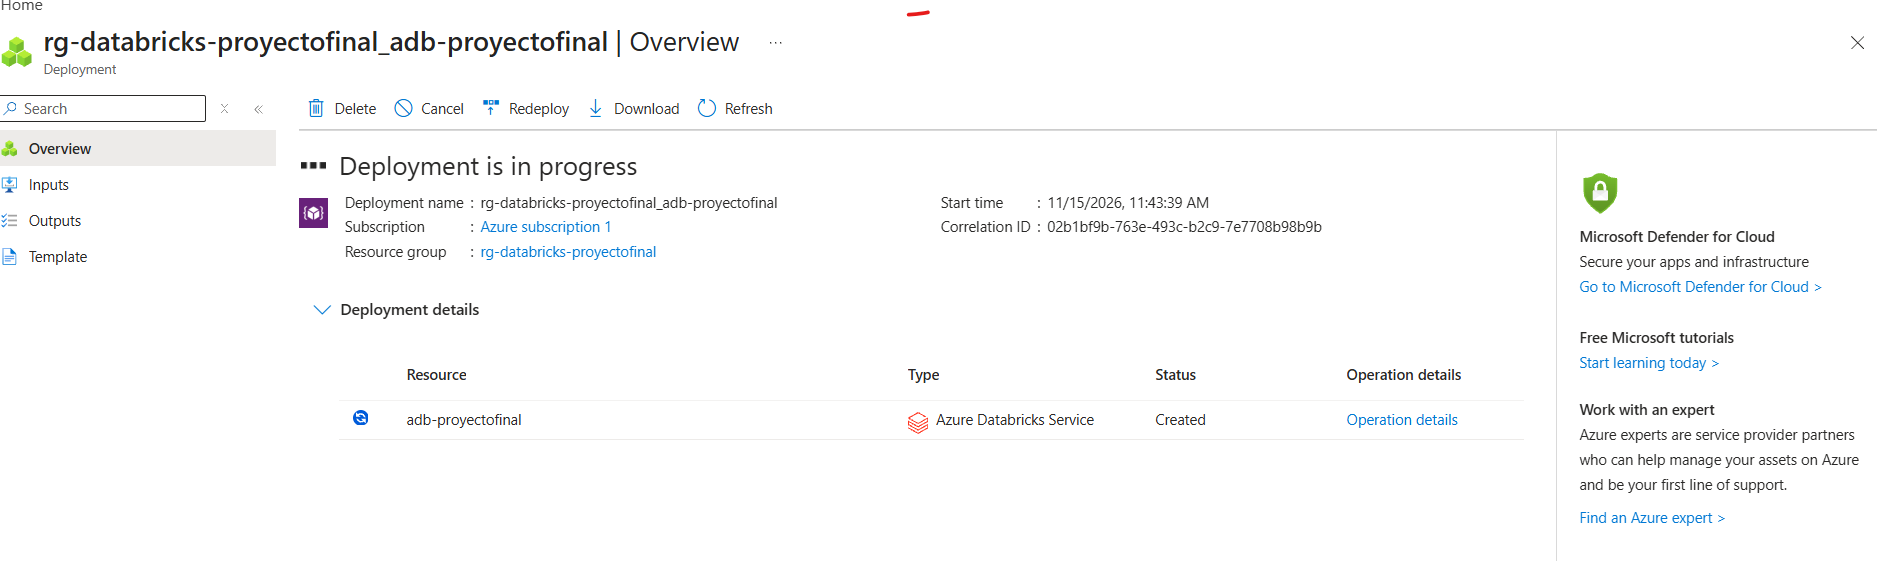 Home
rg-databricks-proyectofinal_adb-proyectofinal | Overview ...
Deployment
Search
Overview
Inputs
Outputs
Template
Delete Cancel Redeploy Download Refresh
Deployment is in progress
Deployment name : rg-databricks-proyectofinal_adb-proyectofinal
Subscription : Azure subscription 1
Resource group : rg-databricks-proyectofinal
Start time : 11/15/2026, 11:43:39 AM
Correlation ID : 02b1bf9b-763e-493c-b2c9-7e7708b98b9b
Deployment details
Resource Type Status Operation details
adb-proyectofinal Azure Databricks Service Created Operation details
Microsoft Defender for Cloud
Secure your apps and infrastructure
Go to Microsoft Defender for Cloud >
Free Microsoft tutorials
Start learning today >
Work with an expert
Azure experts are service provider partners
who can help manage your assets on Azure
and be your first line of support.
Find an Azure expert >